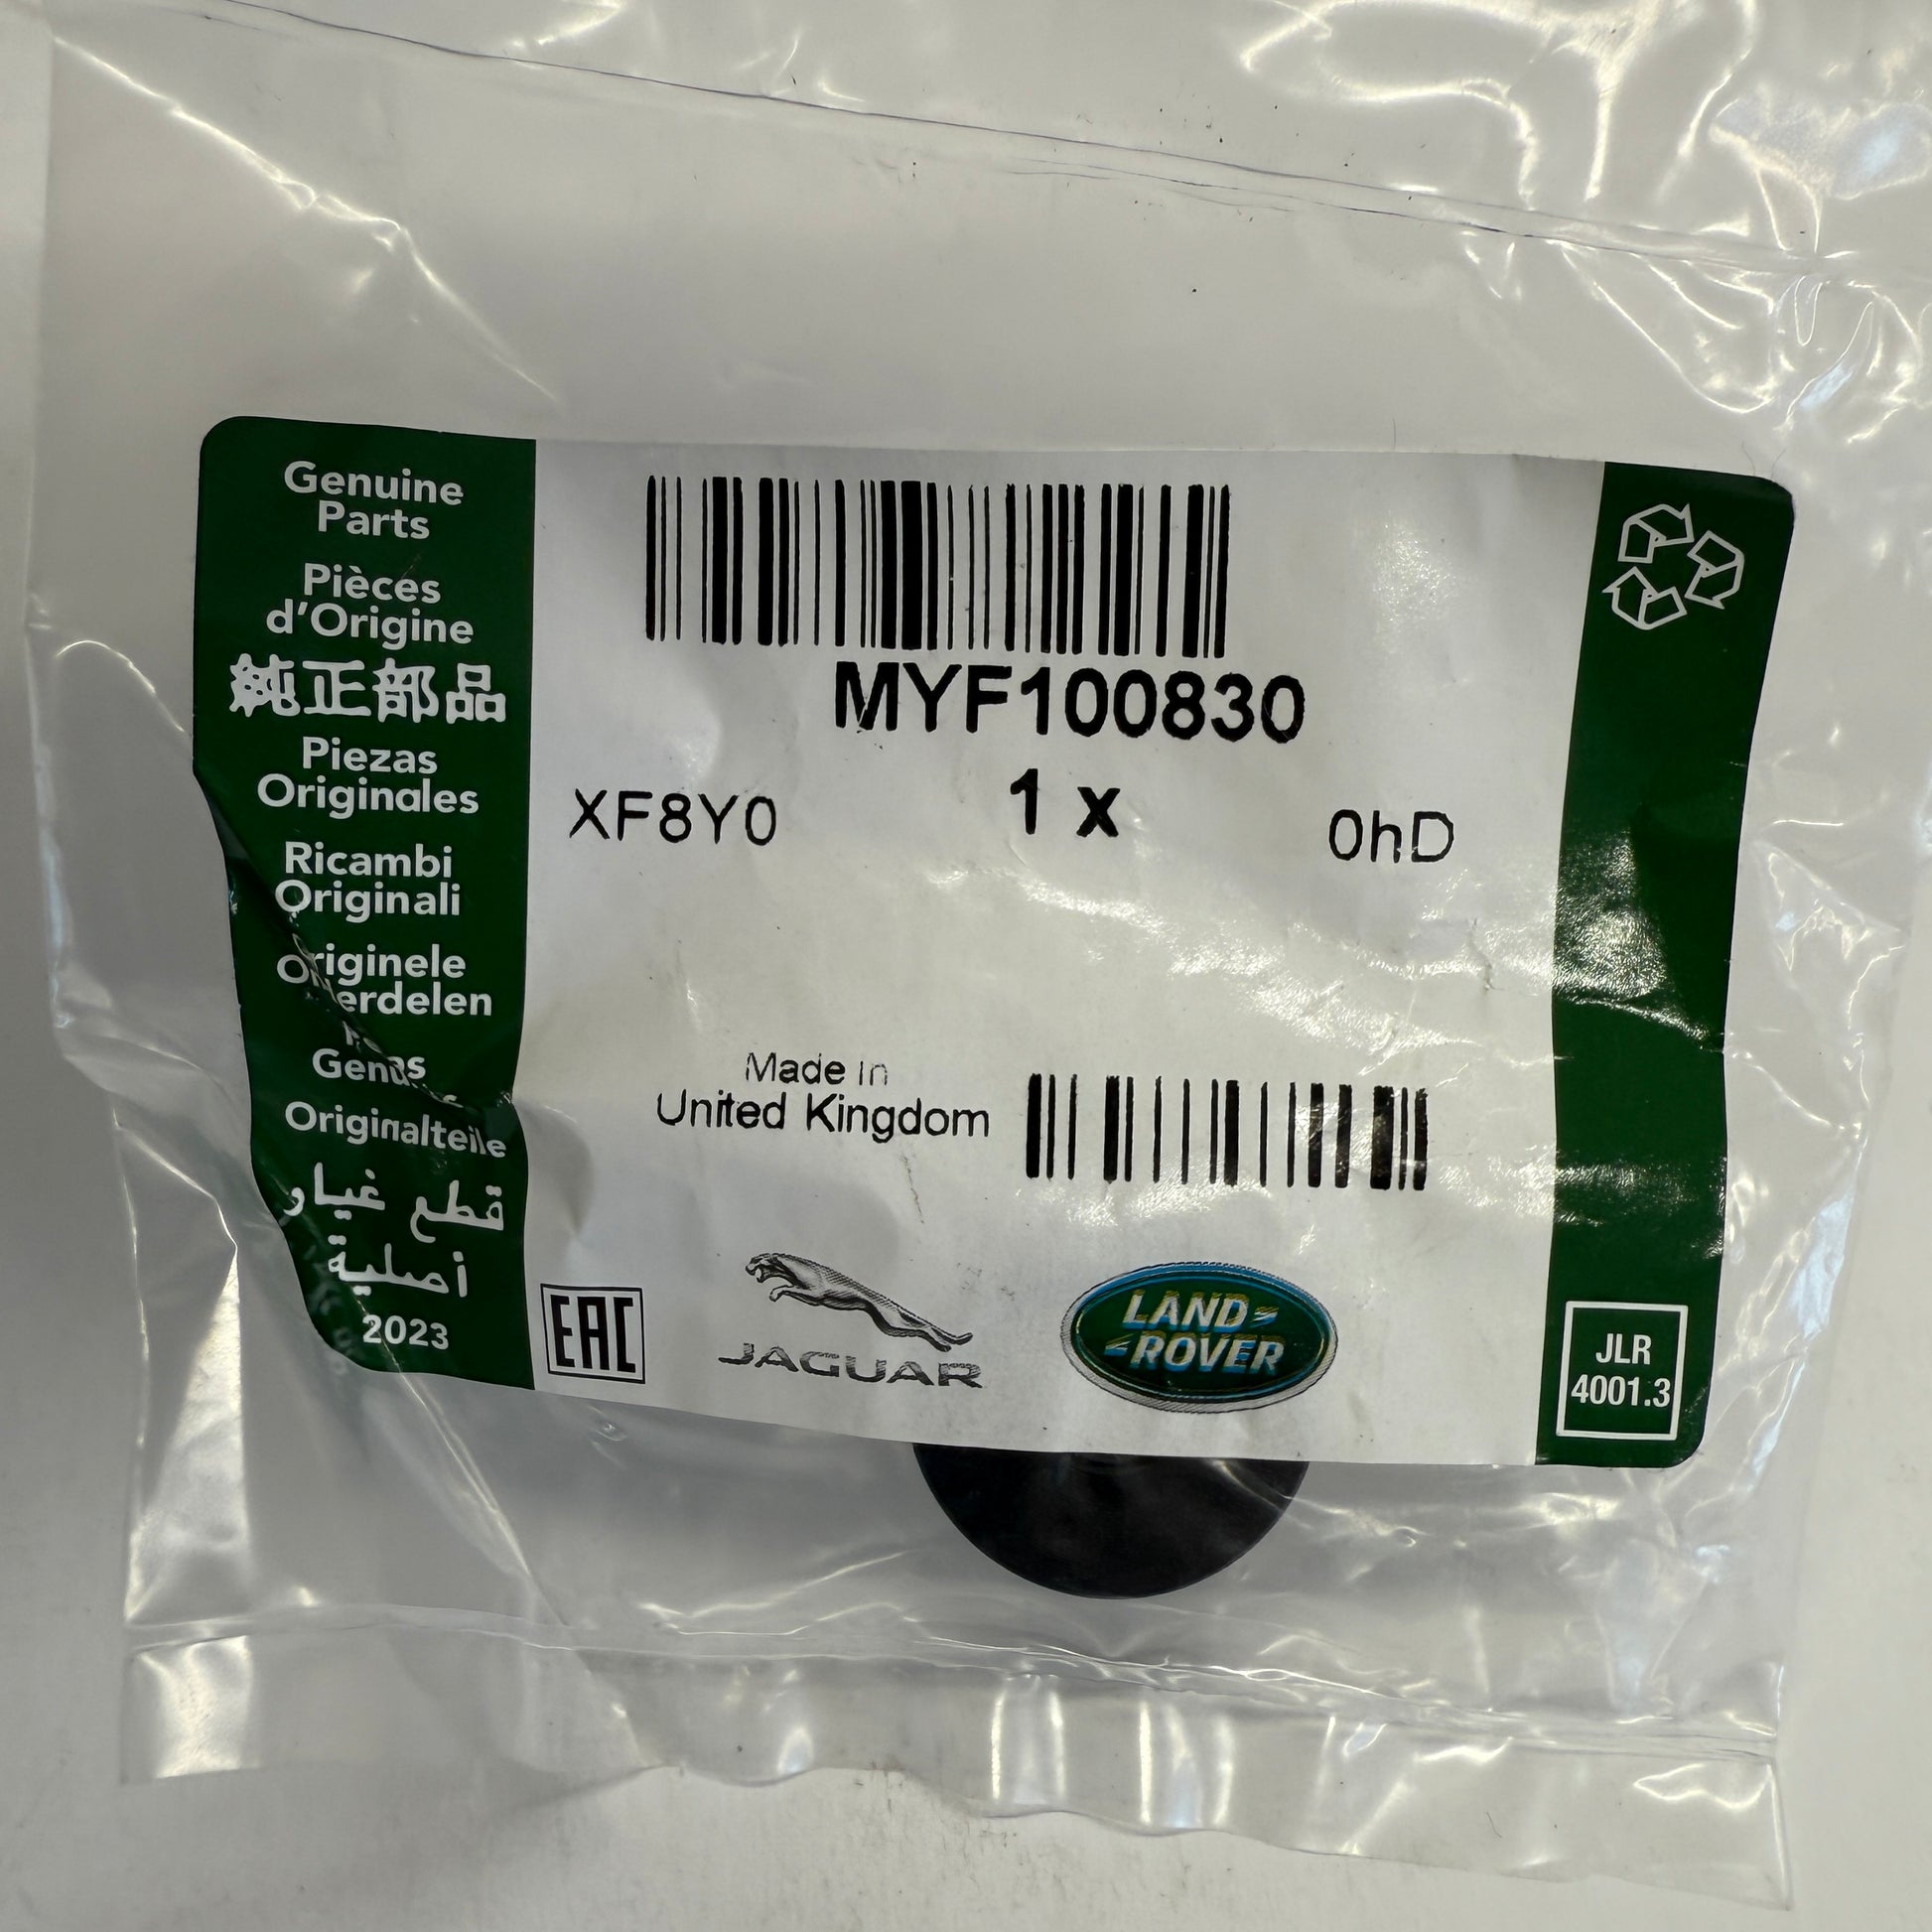 Genuine
Parts
Pièces
d'Origine
純正部品
Piezas
Originales
Ricambi
Originali
Originele
Onderdelen
Originalteile
قطع غيار
أصلية
2023
MYF100830
XF8Y0 1 x 0hD
Made in
United Kingdom
EAC
JAGUAR
LAND
ROVER
JLR
4001.3